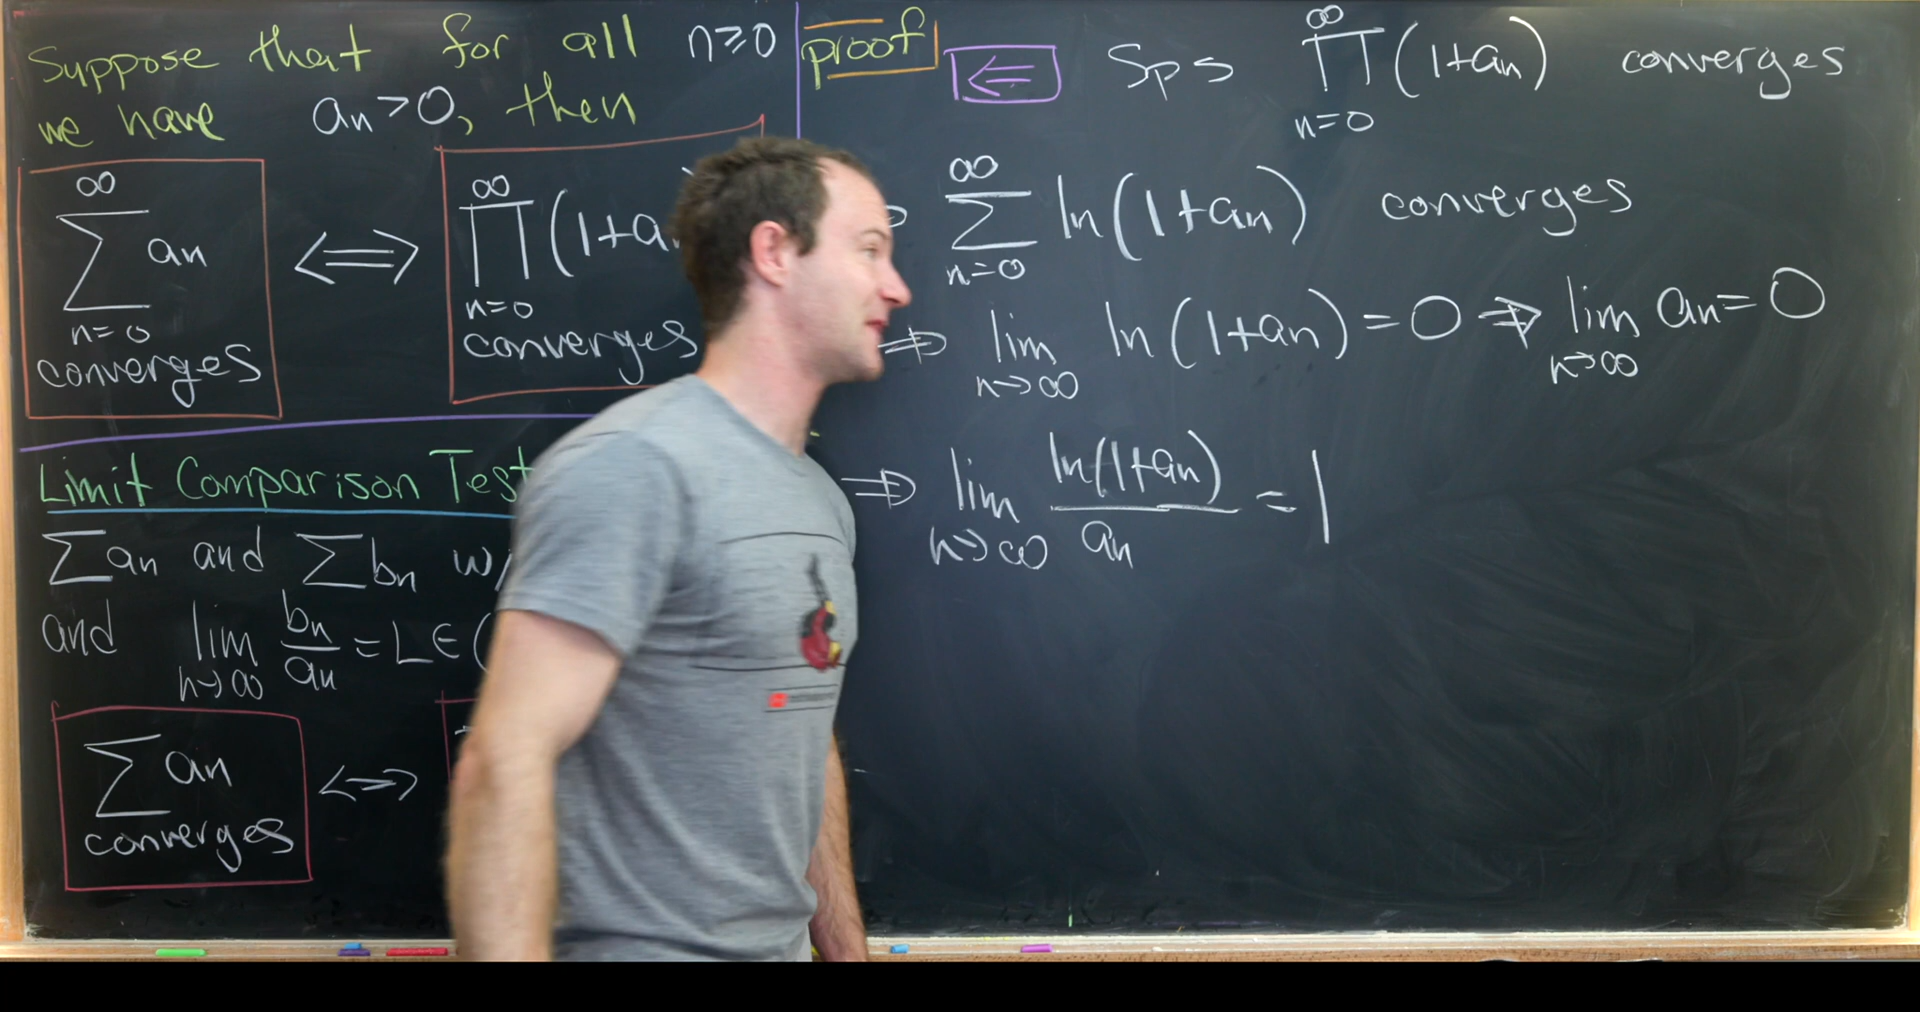 Suppose that for all n≥0
we have an>0, then
∞
∑ an
n=0
converges
⟺
∞
∏ (1+an
n=0
converges
Limit Comparison Test
∑an and ∑bn w/
and lim bn/an = L ∈ (
n→∞
∑ an
converges
⟺
proof
⟸ Sps ∞
∏ (1+an) converges
n=0
∞
∑ ln(1+an) converges
n=0
⟹ lim ln(1+an) = 0 ⟹ lim an = 0
n→∞ n→∞
⟹ lim ln(1+an)/an = 1
n→∞